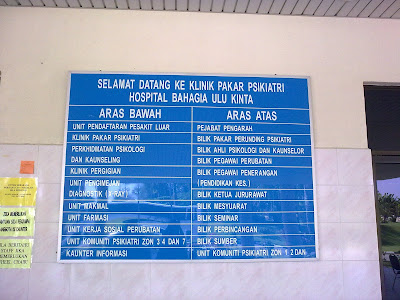 SELAMAT DATANG KE KLINIK PAKAR PSIKIATRI
HOSPITAL BAHAGIA ULU KINTA
ARAS BAWAH
UNIT PENDAFTARAN PESAKIT LUAR
KLINIK PAKAR PSIKIATRI
PERKHIDMATAN PSIKOLOGI
DAN KAUNSELING
KLINIK PERGIGIAN
UNIT PENGIMEJAN
DIAGNOSTIK (X RAY)
UNIT MAKMAL
UNIT FARMASI
UNIT KERJA SOSIAL PERUBATAN
UNIT KOMUNITI PSIKIATRI ZON 3 4 DAN 7
KAUNTER INFORMASI
ARAS ATAS
PEJABAT PENGARAH
BILIK PAKAR PERUNDING PSIKIATRI
BILIK AHLI PSIKOLOGI DAN KAUNSELOR
BILIK PEGAWAI PERUBATAN
BILIK PEGAWAI PENERANGAN
(PENDIDIKAN KES.)
BILIK KETUA JURURAWAT
BILIK MESYUARAT
BILIK SEMINAR
BILIK PERBINCANGAN
BILIK SUMBER
UNIT KOMUNITI PSIKIATRI ZON 1 2 DAN